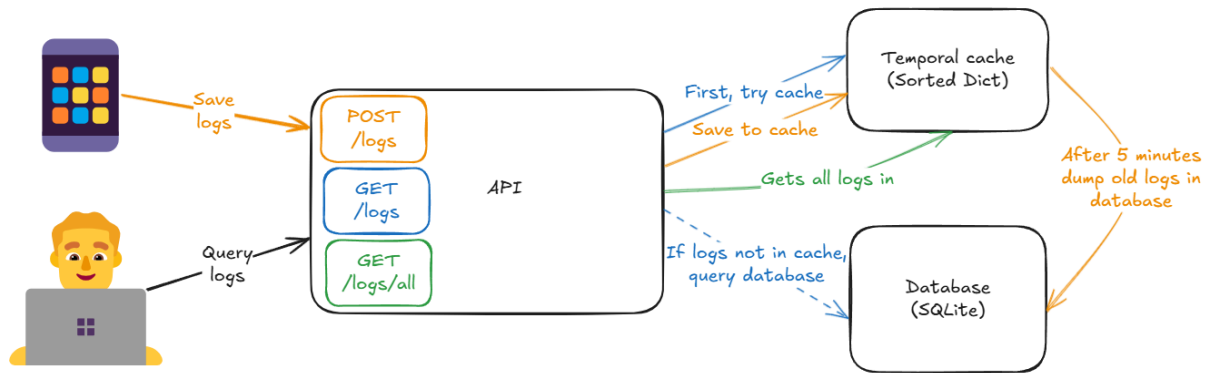 Save
logs
Query
logs
POST
/logs
GET
/logs
GET
/logs/all
API
First, try cache
Save to cache
Gets all logs in
If logs not in cache,
query database
Temporal cache
(Sorted Dict)
After 5 minutes
dump old logs in
database
Database
(SQLite)